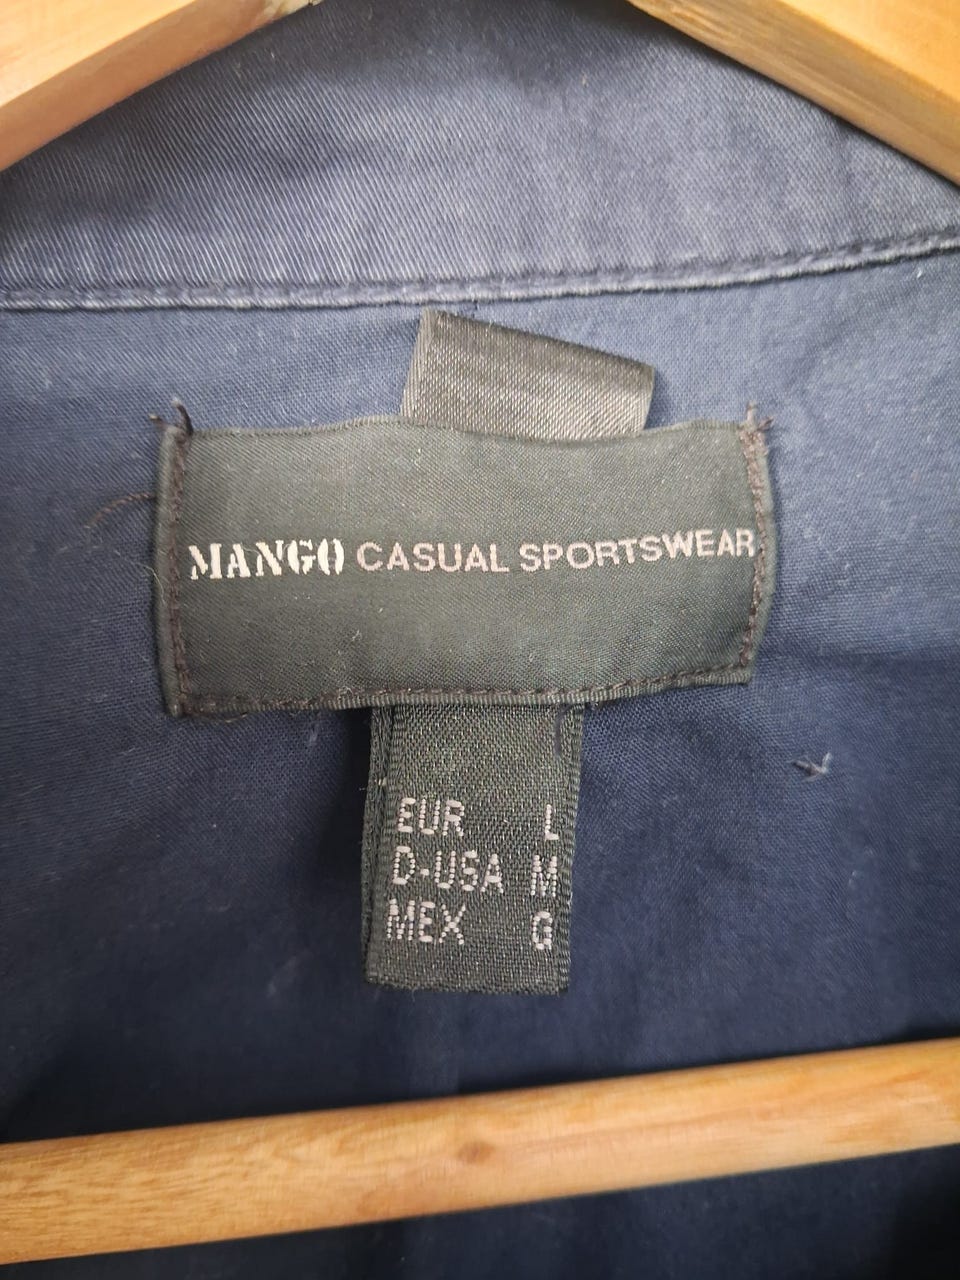 MANGO CASUAL SPORTSWEAR
EUR L
D-USA M
MEX G